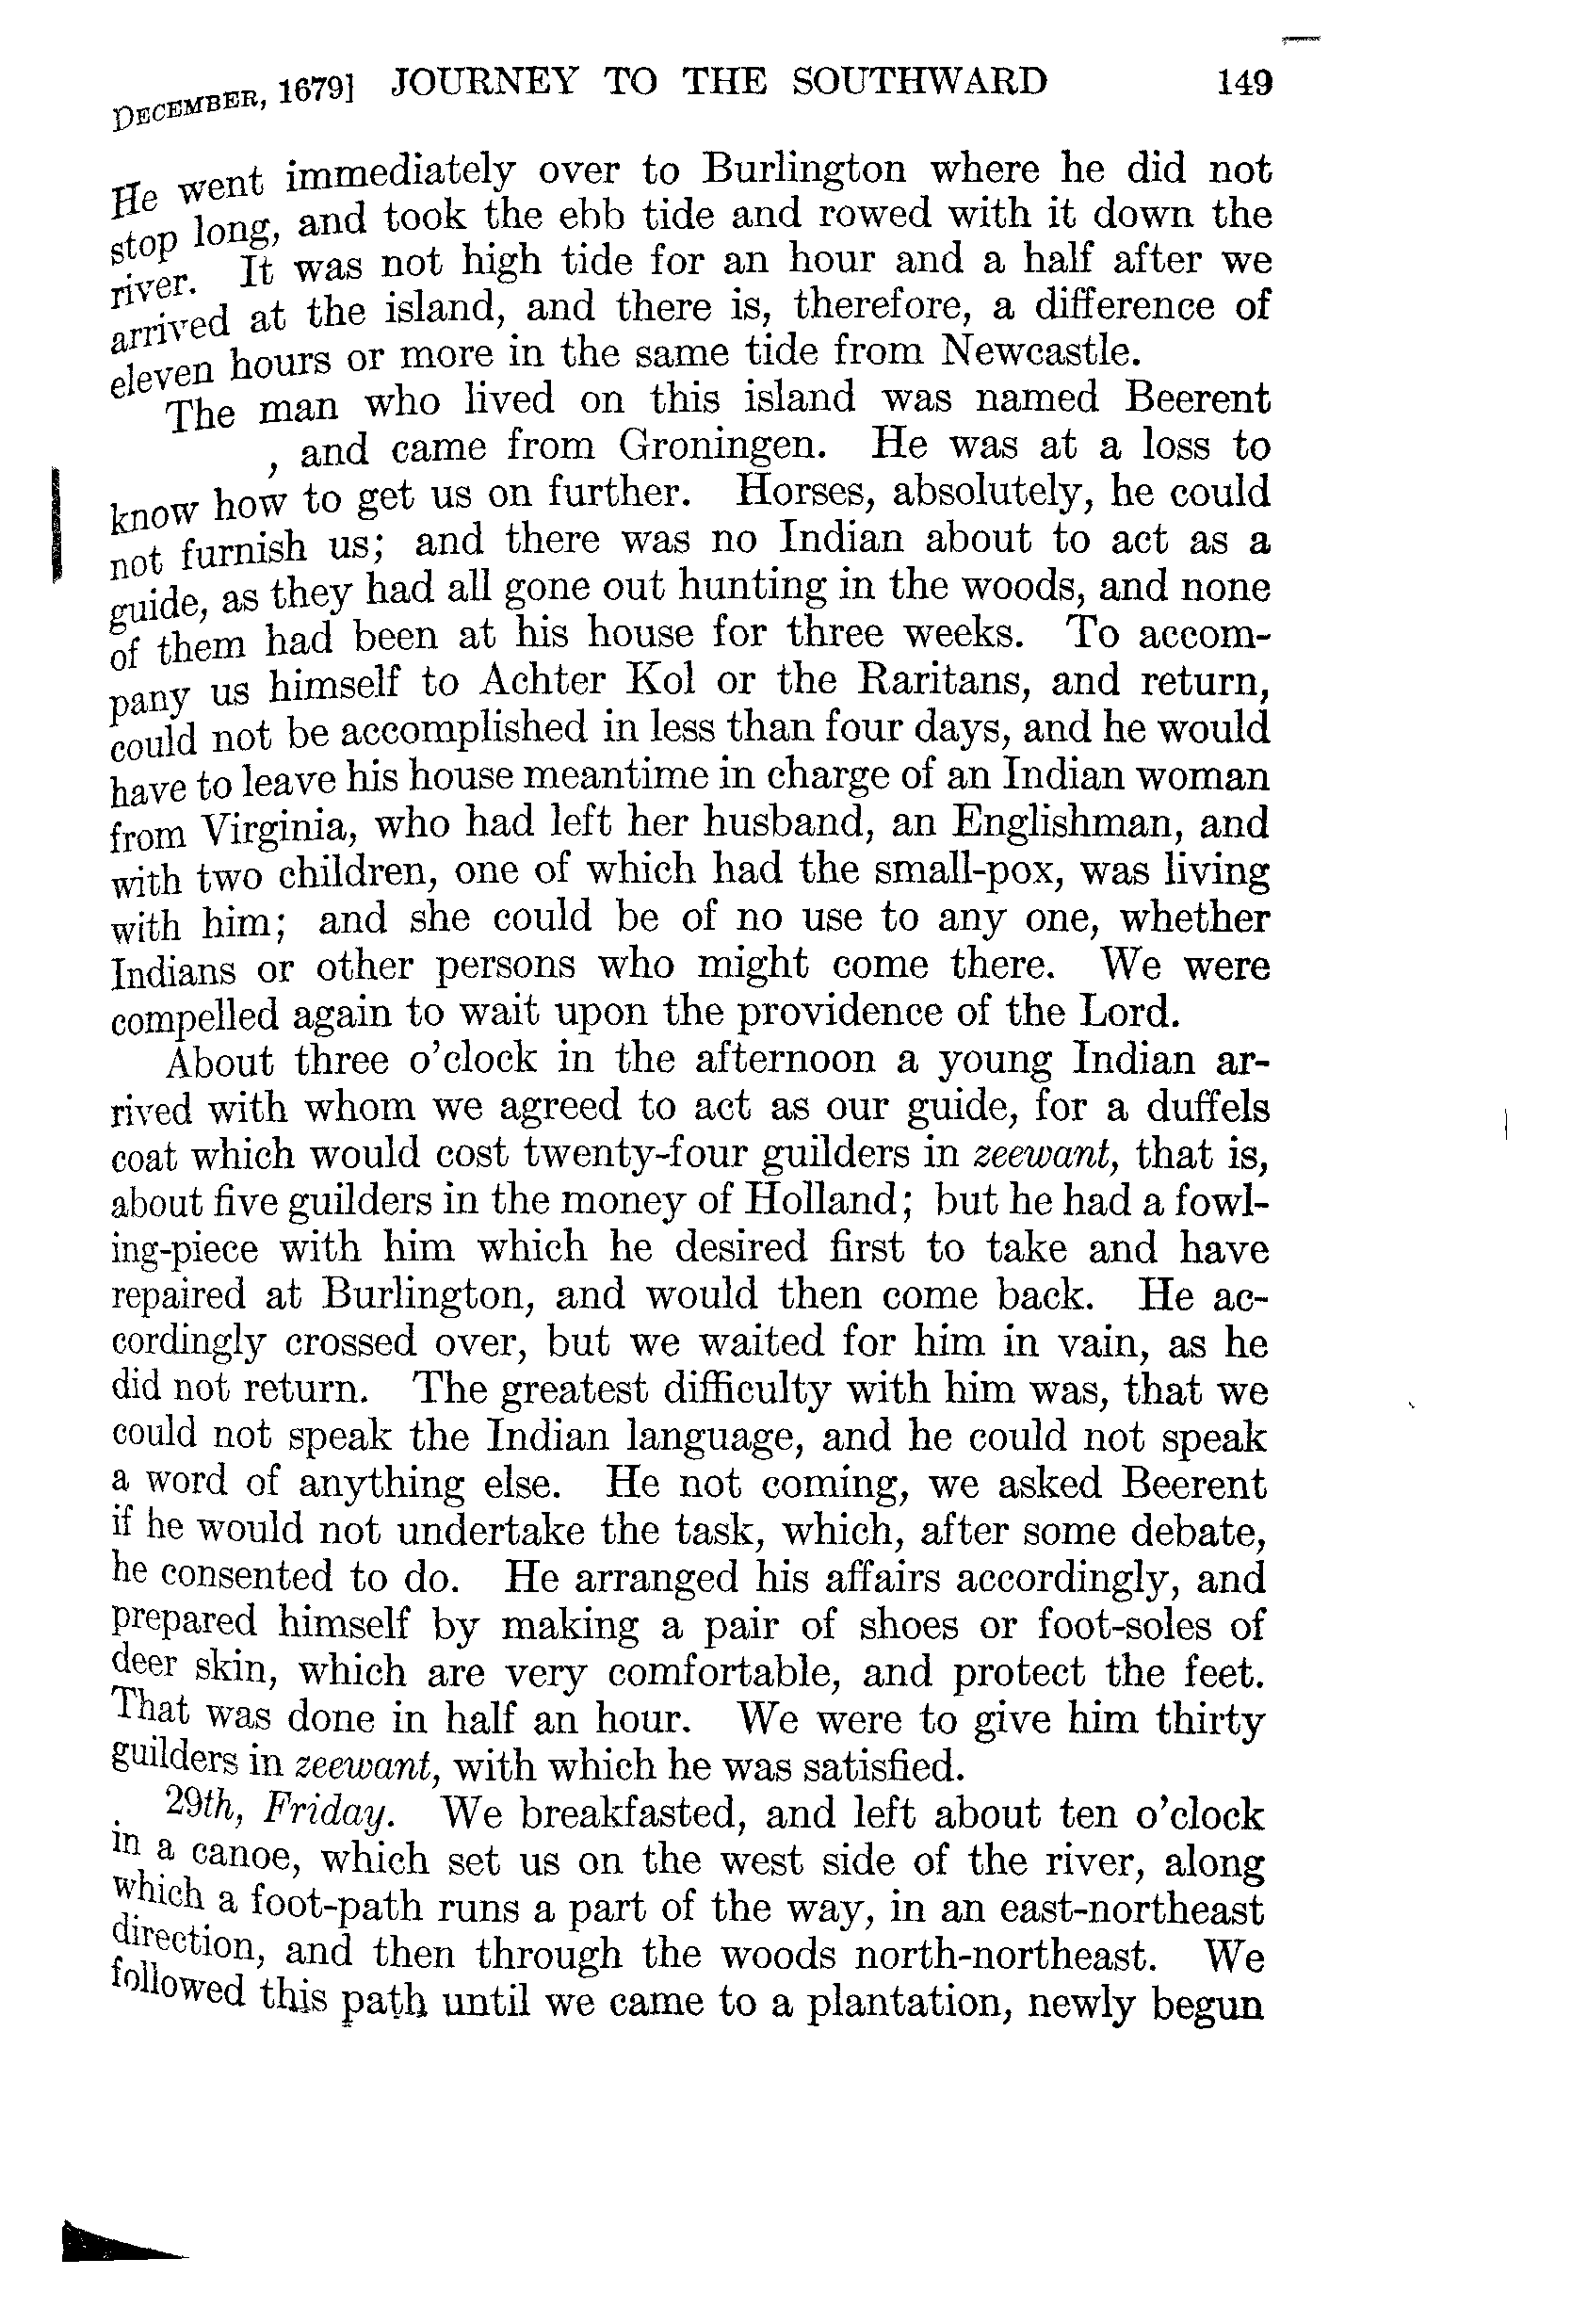 DECEMBER, 1679] JOURNEY TO THE SOUTHWARD 149
He went immediately over to Burlington where he did not
stop long, and took the ebb tide and rowed with it down the
river. It was not high tide for an hour and a half after we
arrived at the island, and there is, therefore, a difference of
eleven hours or more in the same tide from Newcastle.
The man who lived on this island was named Beerent
, and came from Groningen. He was at a loss to
know how to get us on further. Horses, absolutely, he could
not furnish us; and there was no Indian about to act as a
guide, as they had all gone out hunting in the woods, and none
of them had been at his house for three weeks. To accom-
pany us himself to Achter Kol or the Raritans, and return,
could not be accomplished in less than four days, and he would
have to leave his house meantime in charge of an Indian woman
from Virginia, who had left her husband, an Englishman, and
with two children, one of which had the small-pox, was living
with him; and she could be of no use to any one, whether
Indians or other persons who might come there. We were
compelled again to wait upon the providence of the Lord.
About three o'clock in the afternoon a young Indian ar-
rived with whom we agreed to act as our guide, for a duffels
coat which would cost twenty-four guilders in zeewant, that is,
about five guilders in the money of Holland; but he had a fowl-
ing-piece with him which he desired first to take and have
repaired at Burlington, and would then come back. He ac-
cordingly crossed over, but we waited for him in vain, as he
did not return. The greatest difficulty with him was, that we
could not speak the Indian language, and he could not speak
a word of anything else. He not coming, we asked Beerent
if he would not undertake the task, which, after some debate,
he consented to do. He arranged his affairs accordingly, and
prepared himself by making a pair of shoes or foot-soles of
deer skin, which are very comfortable, and protect the feet.
That was done in half an hour. We were to give him thirty
guilders in zeewant, with which he was satisfied.
29th, Friday. We breakfasted, and left about ten o'clock
in a canoe, which set us on the west side of the river, along
which a foot-path runs a part of the way, in an east-northeast
direction, and then through the woods north-northeast. We
followed this path until we came to a plantation, newly begun